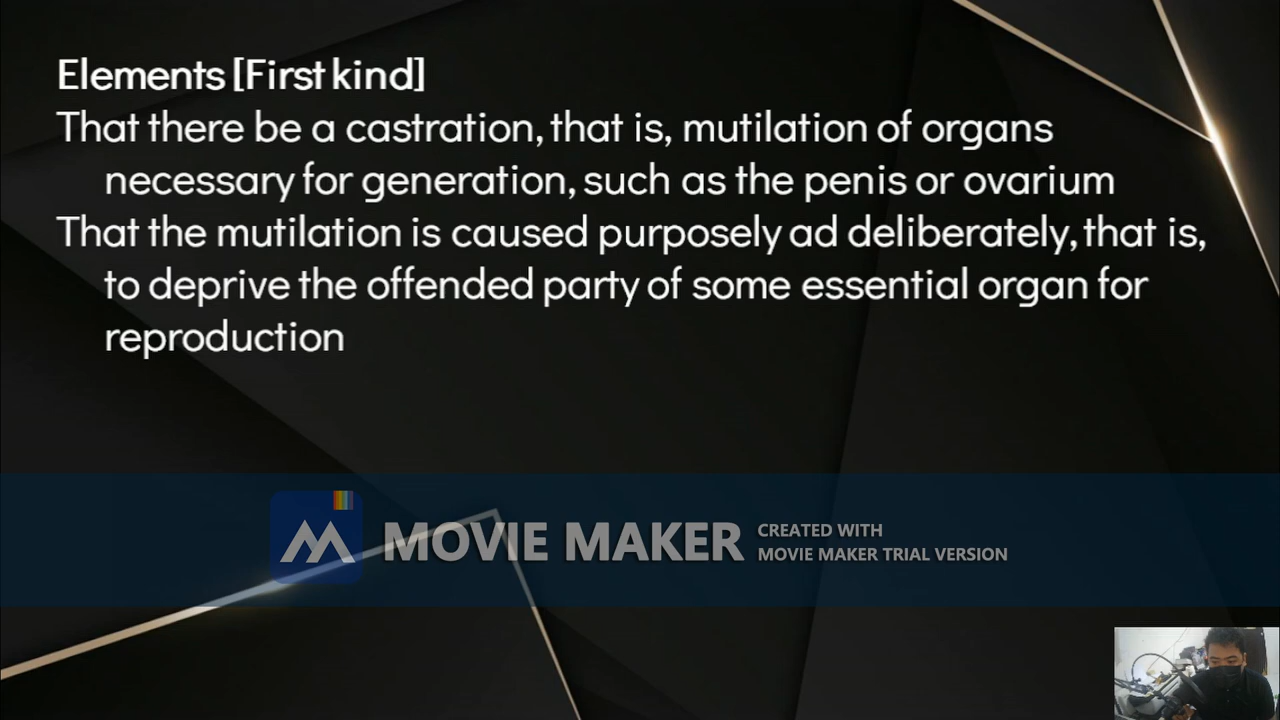 Elements [First kind]
That there be a castration, that is, mutilation of organs
necessary for generation, such as the penis or ovarium
That the mutilation is caused purposely ad deliberately, that is,
to deprive the offended party of some essential organ for
reproduction
MOVIE MAKER
CREATED WITH
MOVIE MAKER TRIAL VERSION